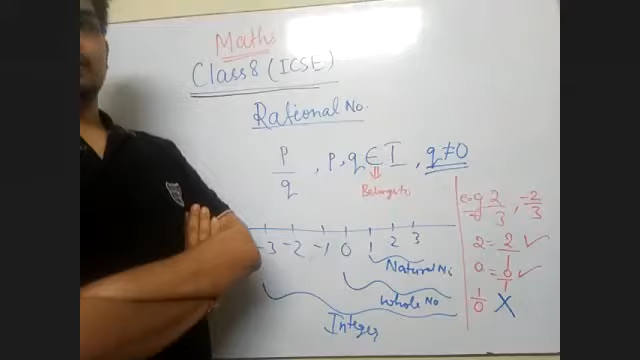 Maths
Class 8 (ICSE)
Rational No.
p/q , p, q ∈ I , q ≠ 0
⇓
Belongs to
e.g 2/3 , -2/3
2 = 2/1 ✓
0 = 0/1 ✓
1/0 X
-3 -2 -1 0 1 2 3
Natural No
Whole No
Integer